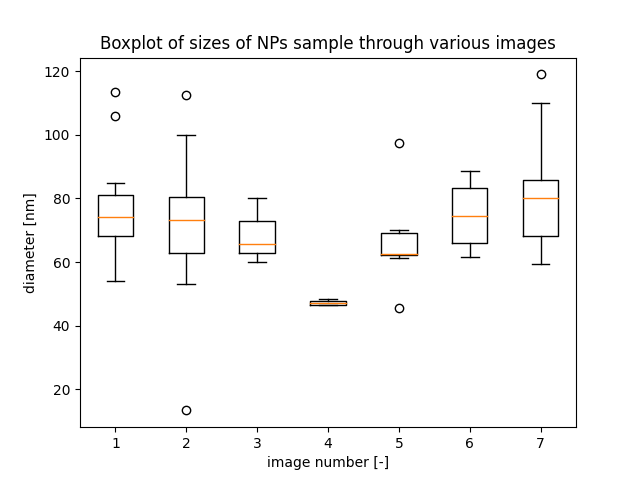 Boxplot of sizes of NPs sample through various images
120
100
80
60
40
20
diameter [nm]
1 2 3 4 5 6 7
image number [-]